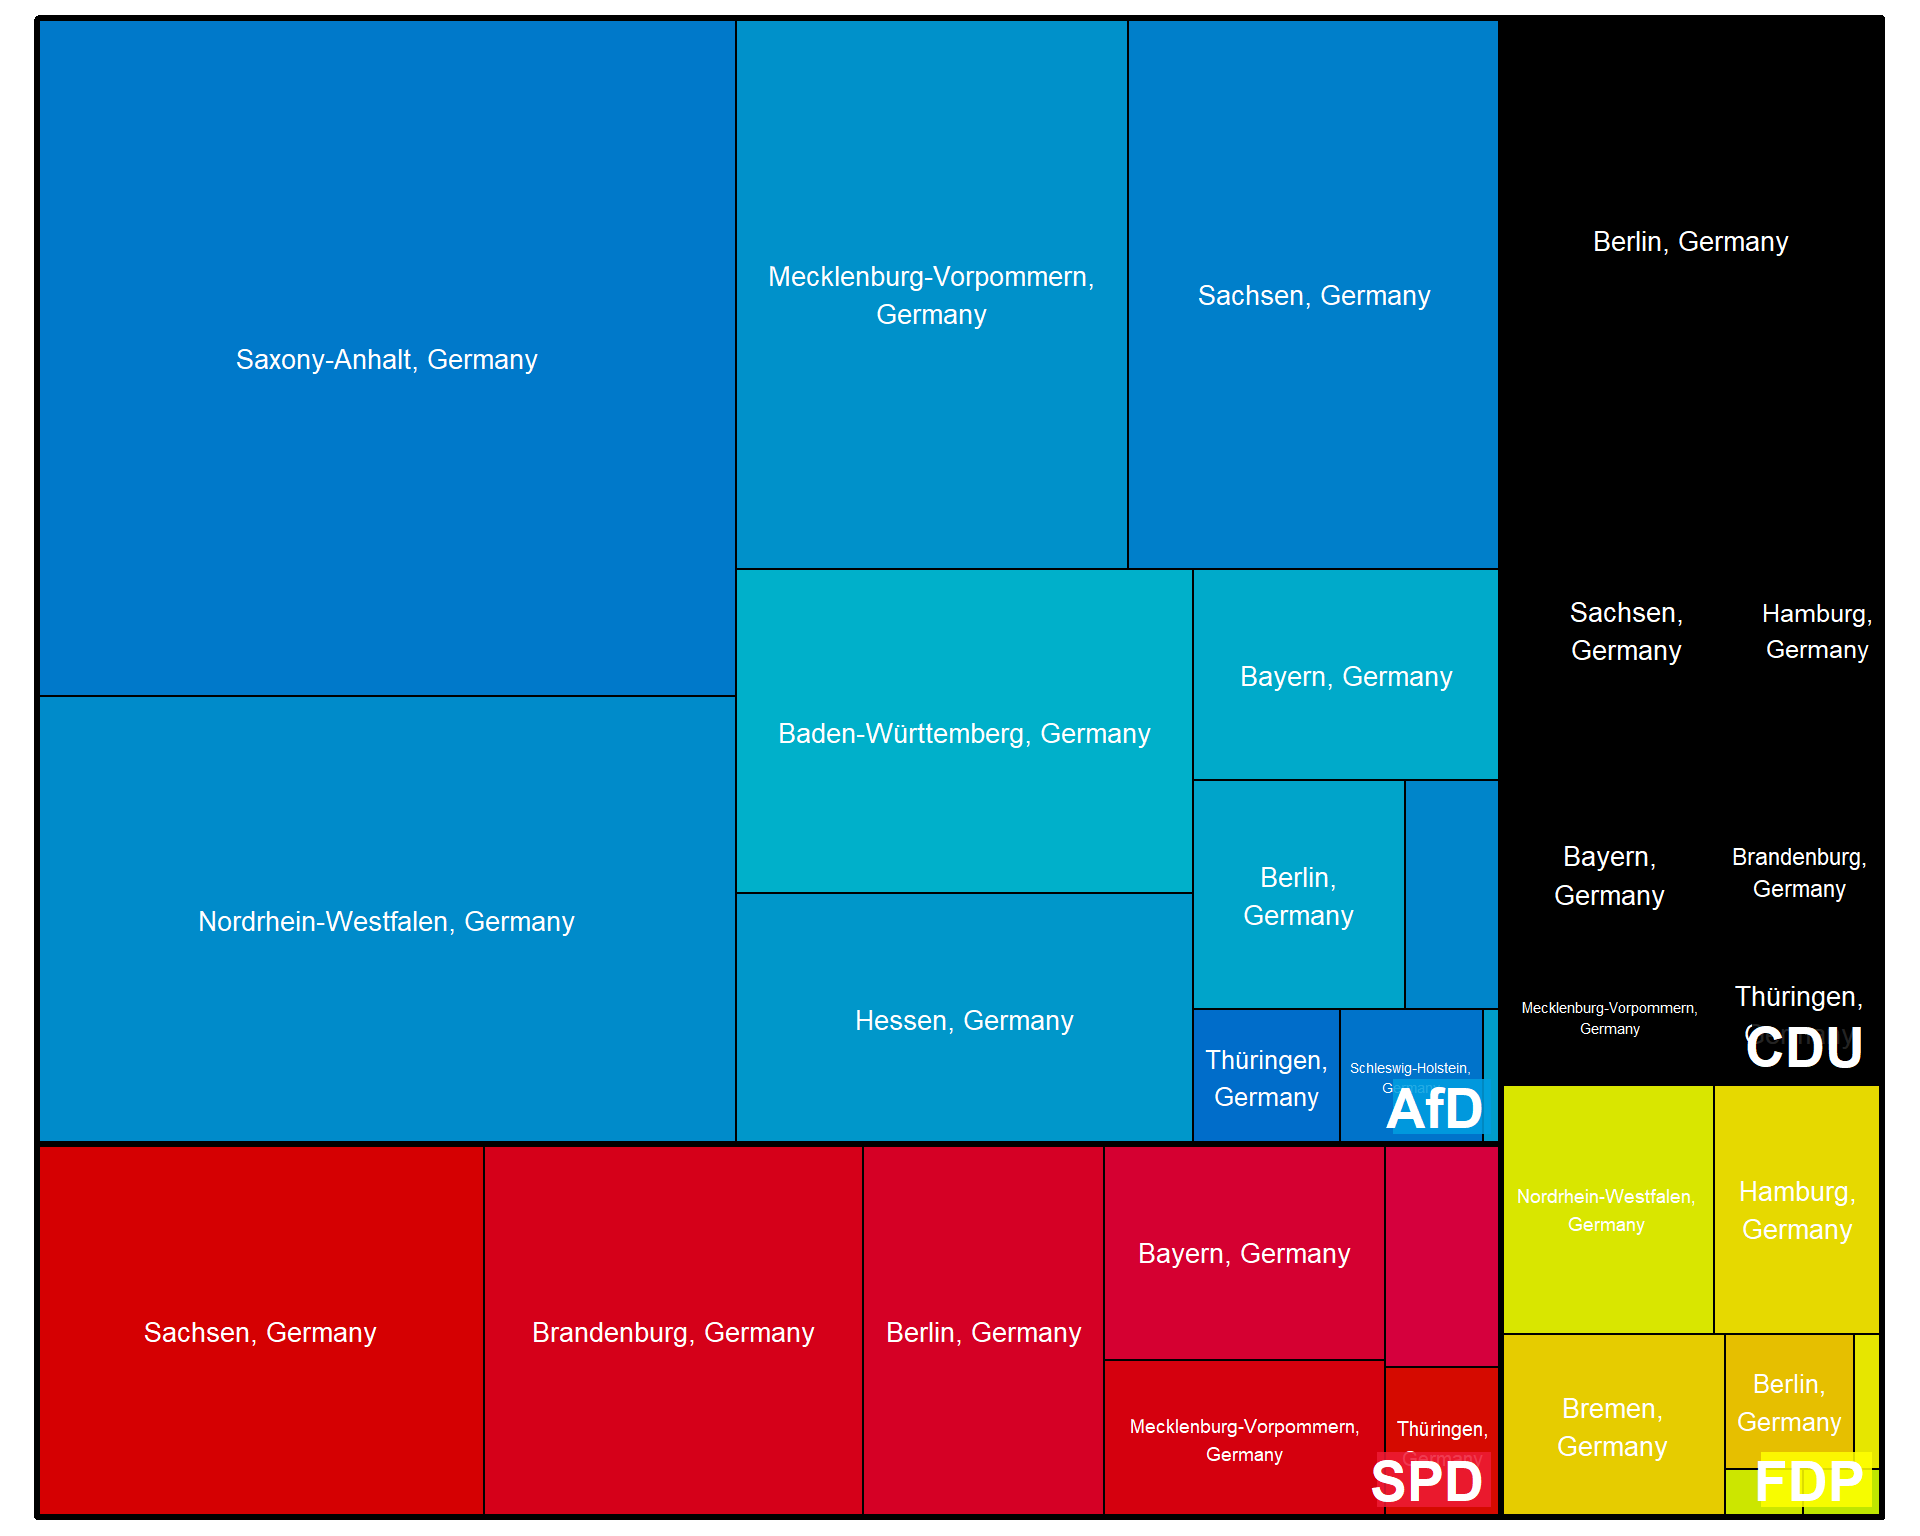 Saxony-Anhalt, Germany
Mecklenburg-Vorpommern,
Germany
Sachsen, Germany
Nordrhein-Westfalen, Germany
Baden-Württemberg, Germany
Bayern, Germany
Berlin,
Germany
Hessen, Germany
Thüringen,
Germany
Schleswig-Holstein,
Germany
AfD
Berlin, Germany
Sachsen,
Germany
Hamburg,
Germany
Bayern,
Germany
Brandenburg,
Germany
Mecklenburg-Vorpommern,
Germany
Thüringen,
Germany
CDU
Sachsen, Germany
Brandenburg, Germany
Berlin, Germany
Bayern, Germany
Mecklenburg-Vorpommern,
Germany
Thüringen,
Germany
SPD
Nordrhein-Westfalen,
Germany
Hamburg,
Germany
Bremen,
Germany
Berlin,
Germany
FDP